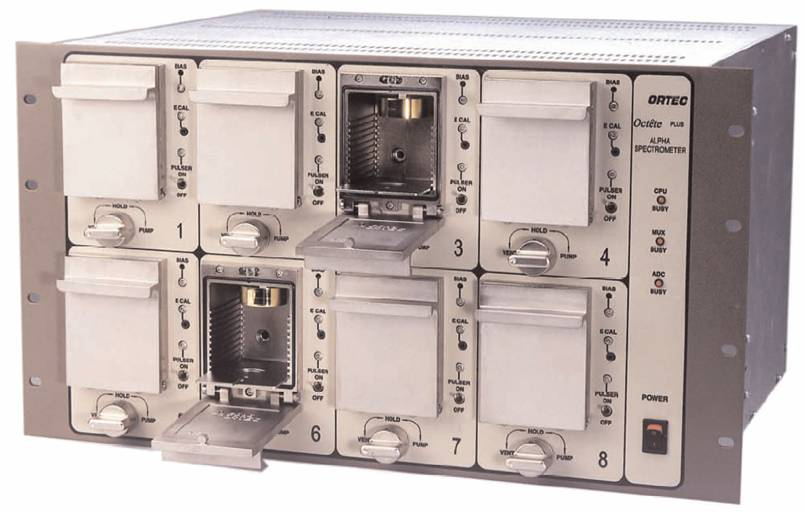 BIAS
E CAL
PULSER
ON
OFF
HOLD
PUMP
1
BIAS
E CAL
PULSER
ON
OFF
HOLD
PUMP
BIAS
E CAL
PULSER
ON
OFF
3
BIAS
E CAL
PULSER
ON
OFF
HOLD
VENT
PUMP
4
ORTEC
Octête PLUS
ALPHA
SPECTROMETER
CPU
BUSY
MUX
BUSY
ADC
BUSY
POWER
BIAS
E CAL
PULSER
ON
OFF
HOLD
PUMP
BIAS
E CAL
PULSER
ON
OFF
6
BIAS
E CAL
PULSER
ON
OFF
HOLD
VENT
PUMP
7
BIAS
E CAL
PULSER
ON
OFF
HOLD
VENT
PUMP
8